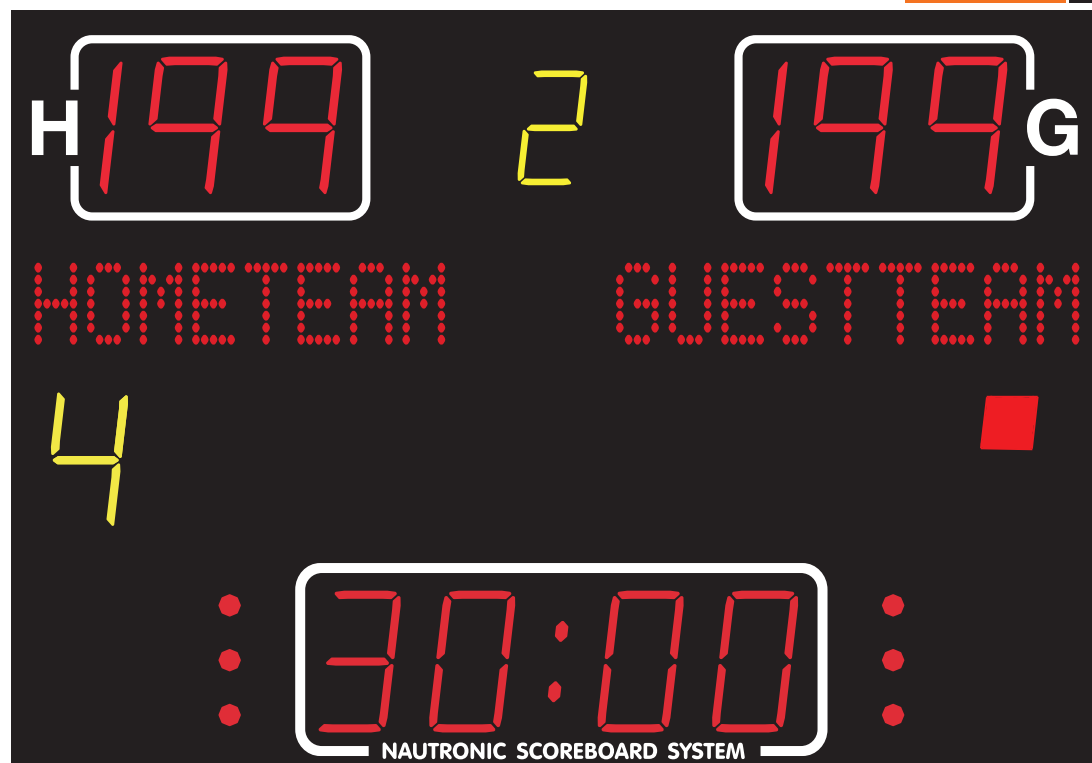 H 199 2 199 G
HOMETEAM GUESTTEAM
4
30:00
NAUTRONIC SCOREBOARD SYSTEM